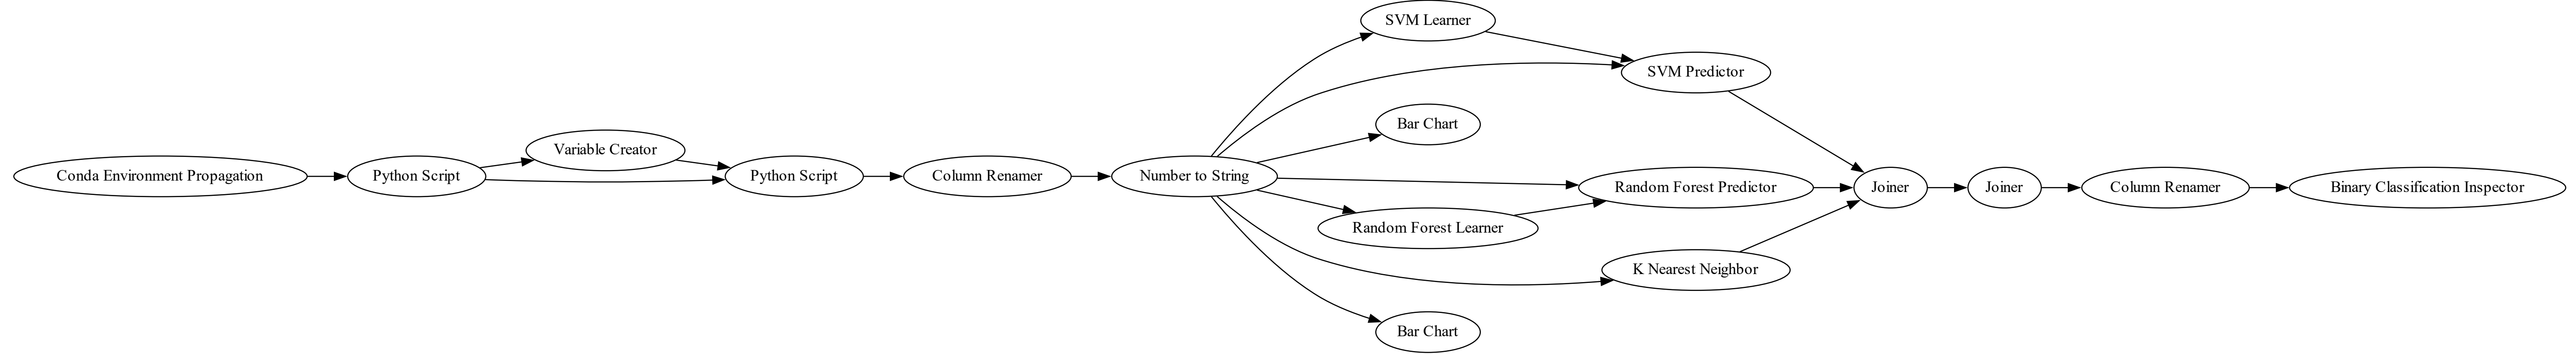 Conda Environment Propagation
Python Script
Variable Creator
Python Script
Column Renamer
Number to String
SVM Learner
SVM Predictor
Bar Chart
Random Forest Predictor
Random Forest Learner
K Nearest Neighbor
Bar Chart
Joiner
Joiner
Column Renamer
Binary Classification Inspector